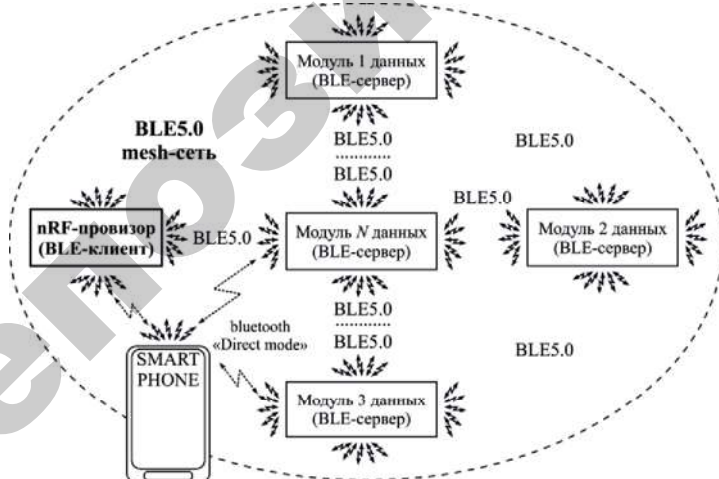 Модуль 1 данных
(BLE-сервер)
BLE5.0
mesh-сеть
BLE5.0
BLE5.0
BLE5.0
BLE5.0
nRF-провизор
(BLE-клиент)
BLE5.0
Модуль N данных
(BLE-сервер)
Модуль 2 данных
(BLE-сервер)
BLE5.0
bluetooth
«Direct mode»
BLE5.0
BLE5.0
SMART
PHONE
Модуль 3 данных
(BLE-сервер)
епози